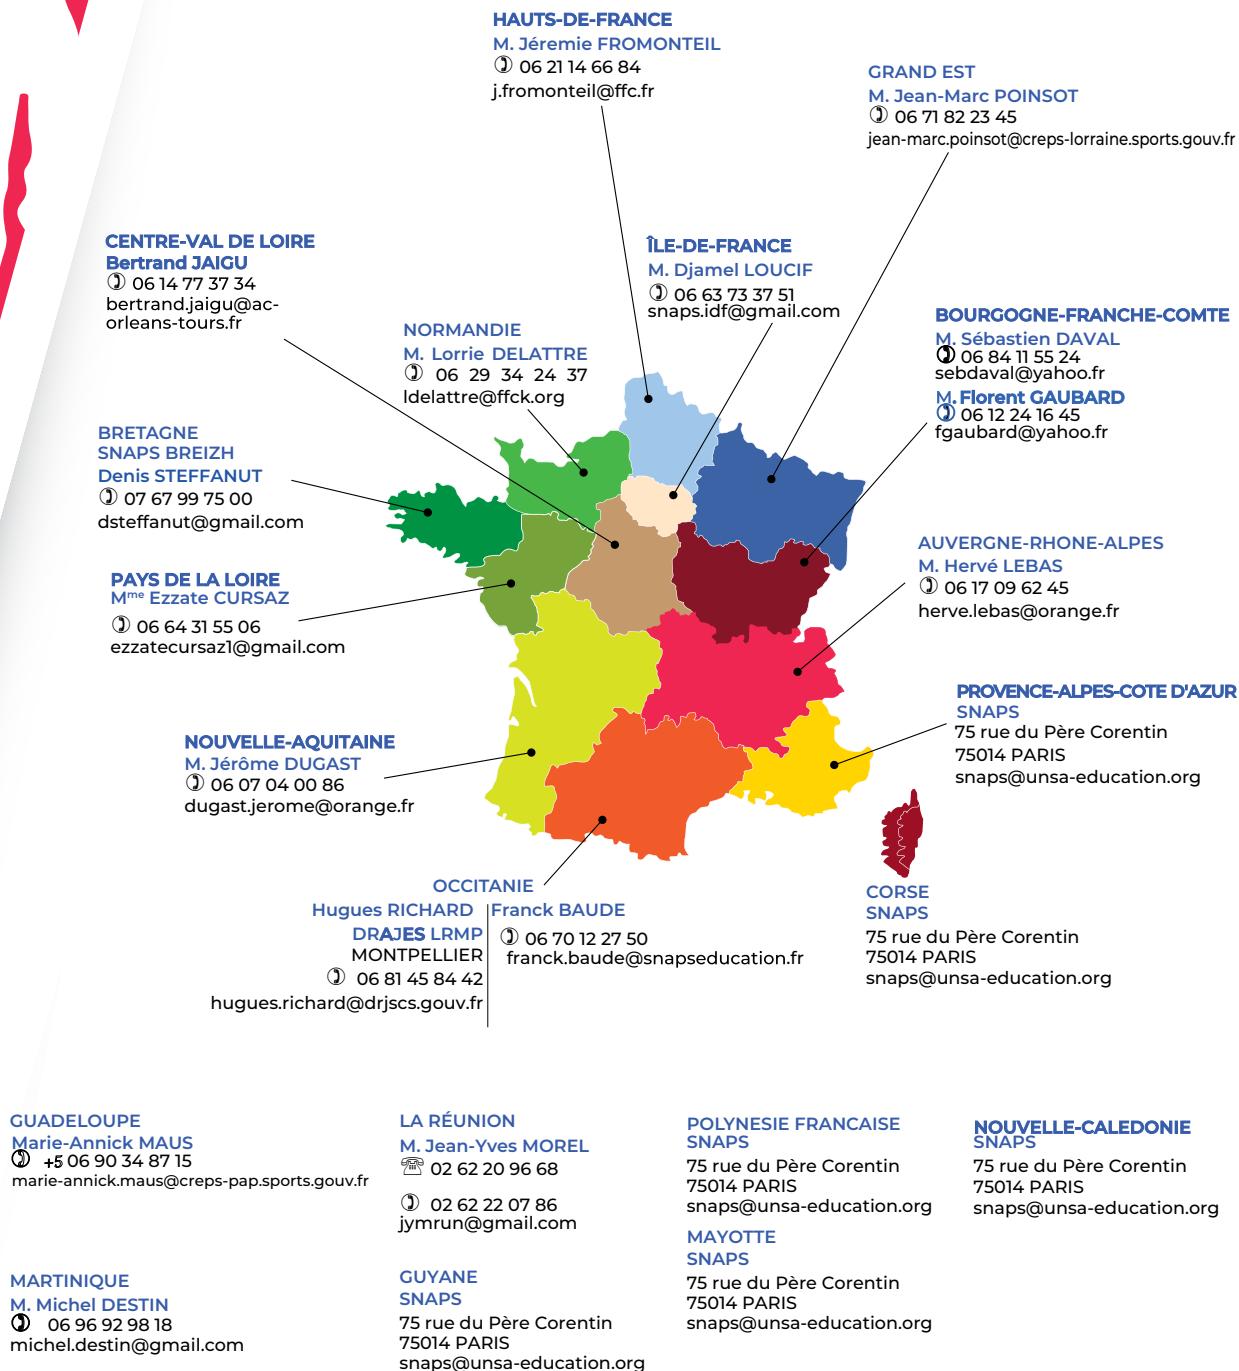 HAUTS-DE-FRANCE
M. Jéremie FROMONTEIL
✆ 06 21 14 66 84
j.fromonteil@ffc.fr
GRAND EST
M. Jean-Marc POINSOT
✆ 06 71 82 23 45
jean-marc.poinsot@creps-lorraine.sports.gouv.fr
CENTRE-VAL DE LOIRE
Bertrand JAIGU
✆ 06 14 77 37 34
bertrand.jaigu@ac-
orleans-tours.fr
ÎLE-DE-FRANCE
M. Djamel LOUCIF
✆ 06 63 73 37 51
snaps.idf@gmail.com
NORMANDIE
M. Lorrie DELATTRE
✆ 06 29 34 24 37
ldelattre@ffck.org
BOURGOGNE-FRANCHE-COMTE
M. Sébastien DAVAL
✆ 06 84 11 55 24
sebdaval@yahoo.fr
M. Florent GAUBARD
✆ 06 12 24 16 45
fgaubard@yahoo.fr
BRETAGNE
SNAPS BREIZH
Denis STEFFANUT
✆ 07 67 99 75 00
dsteffanut@gmail.com
AUVERGNE-RHONE-ALPES
M. Hervé LEBAS
✆ 06 17 09 62 45
herve.lebas@orange.fr
PAYS DE LA LOIRE
Mme Ezzate CURSAZ
✆ 06 64 31 55 06
ezzatecursaz1@gmail.com
PROVENCE-ALPES-COTE D'AZUR
SNAPS
75 rue du Père Corentin
75014 PARIS
snaps@unsa-education.org
NOUVELLE-AQUITAINE
M. Jérôme DUGAST
✆ 06 07 04 00 86
dugast.jerome@orange.fr
OCCITANIE
Hugues RICHARD
DRAJES LRMP
MONTPELLIER
✆ 06 81 45 84 42
hugues.richard@drjscs.gouv.fr
Franck BAUDE
✆ 06 70 12 27 50
franck.baude@snapseducation.fr
CORSE
SNAPS
75 rue du Père Corentin
75014 PARIS
snaps@unsa-education.org
GUADELOUPE
Marie-Annick MAUS
✆ +5 06 90 34 87 15
marie-annick.maus@creps-pap.sports.gouv.fr
LA RÉUNION
M. Jean-Yves MOREL
☏ 02 62 20 96 68
✆ 02 62 22 07 86
jymrun@gmail.com
POLYNESIE FRANCAISE
SNAPS
75 rue du Père Corentin
75014 PARIS
snaps@unsa-education.org
NOUVELLE-CALEDONIE
SNAPS
75 rue du Père Corentin
75014 PARIS
snaps@unsa-education.org
MAYOTTE
SNAPS
75 rue du Père Corentin
75014 PARIS
snaps@unsa-education.org
MARTINIQUE
M. Michel DESTIN
✆ 06 96 92 98 18
michel.destin@gmail.com
GUYANE
SNAPS
75 rue du Père Corentin
75014 PARIS
snaps@unsa-education.org